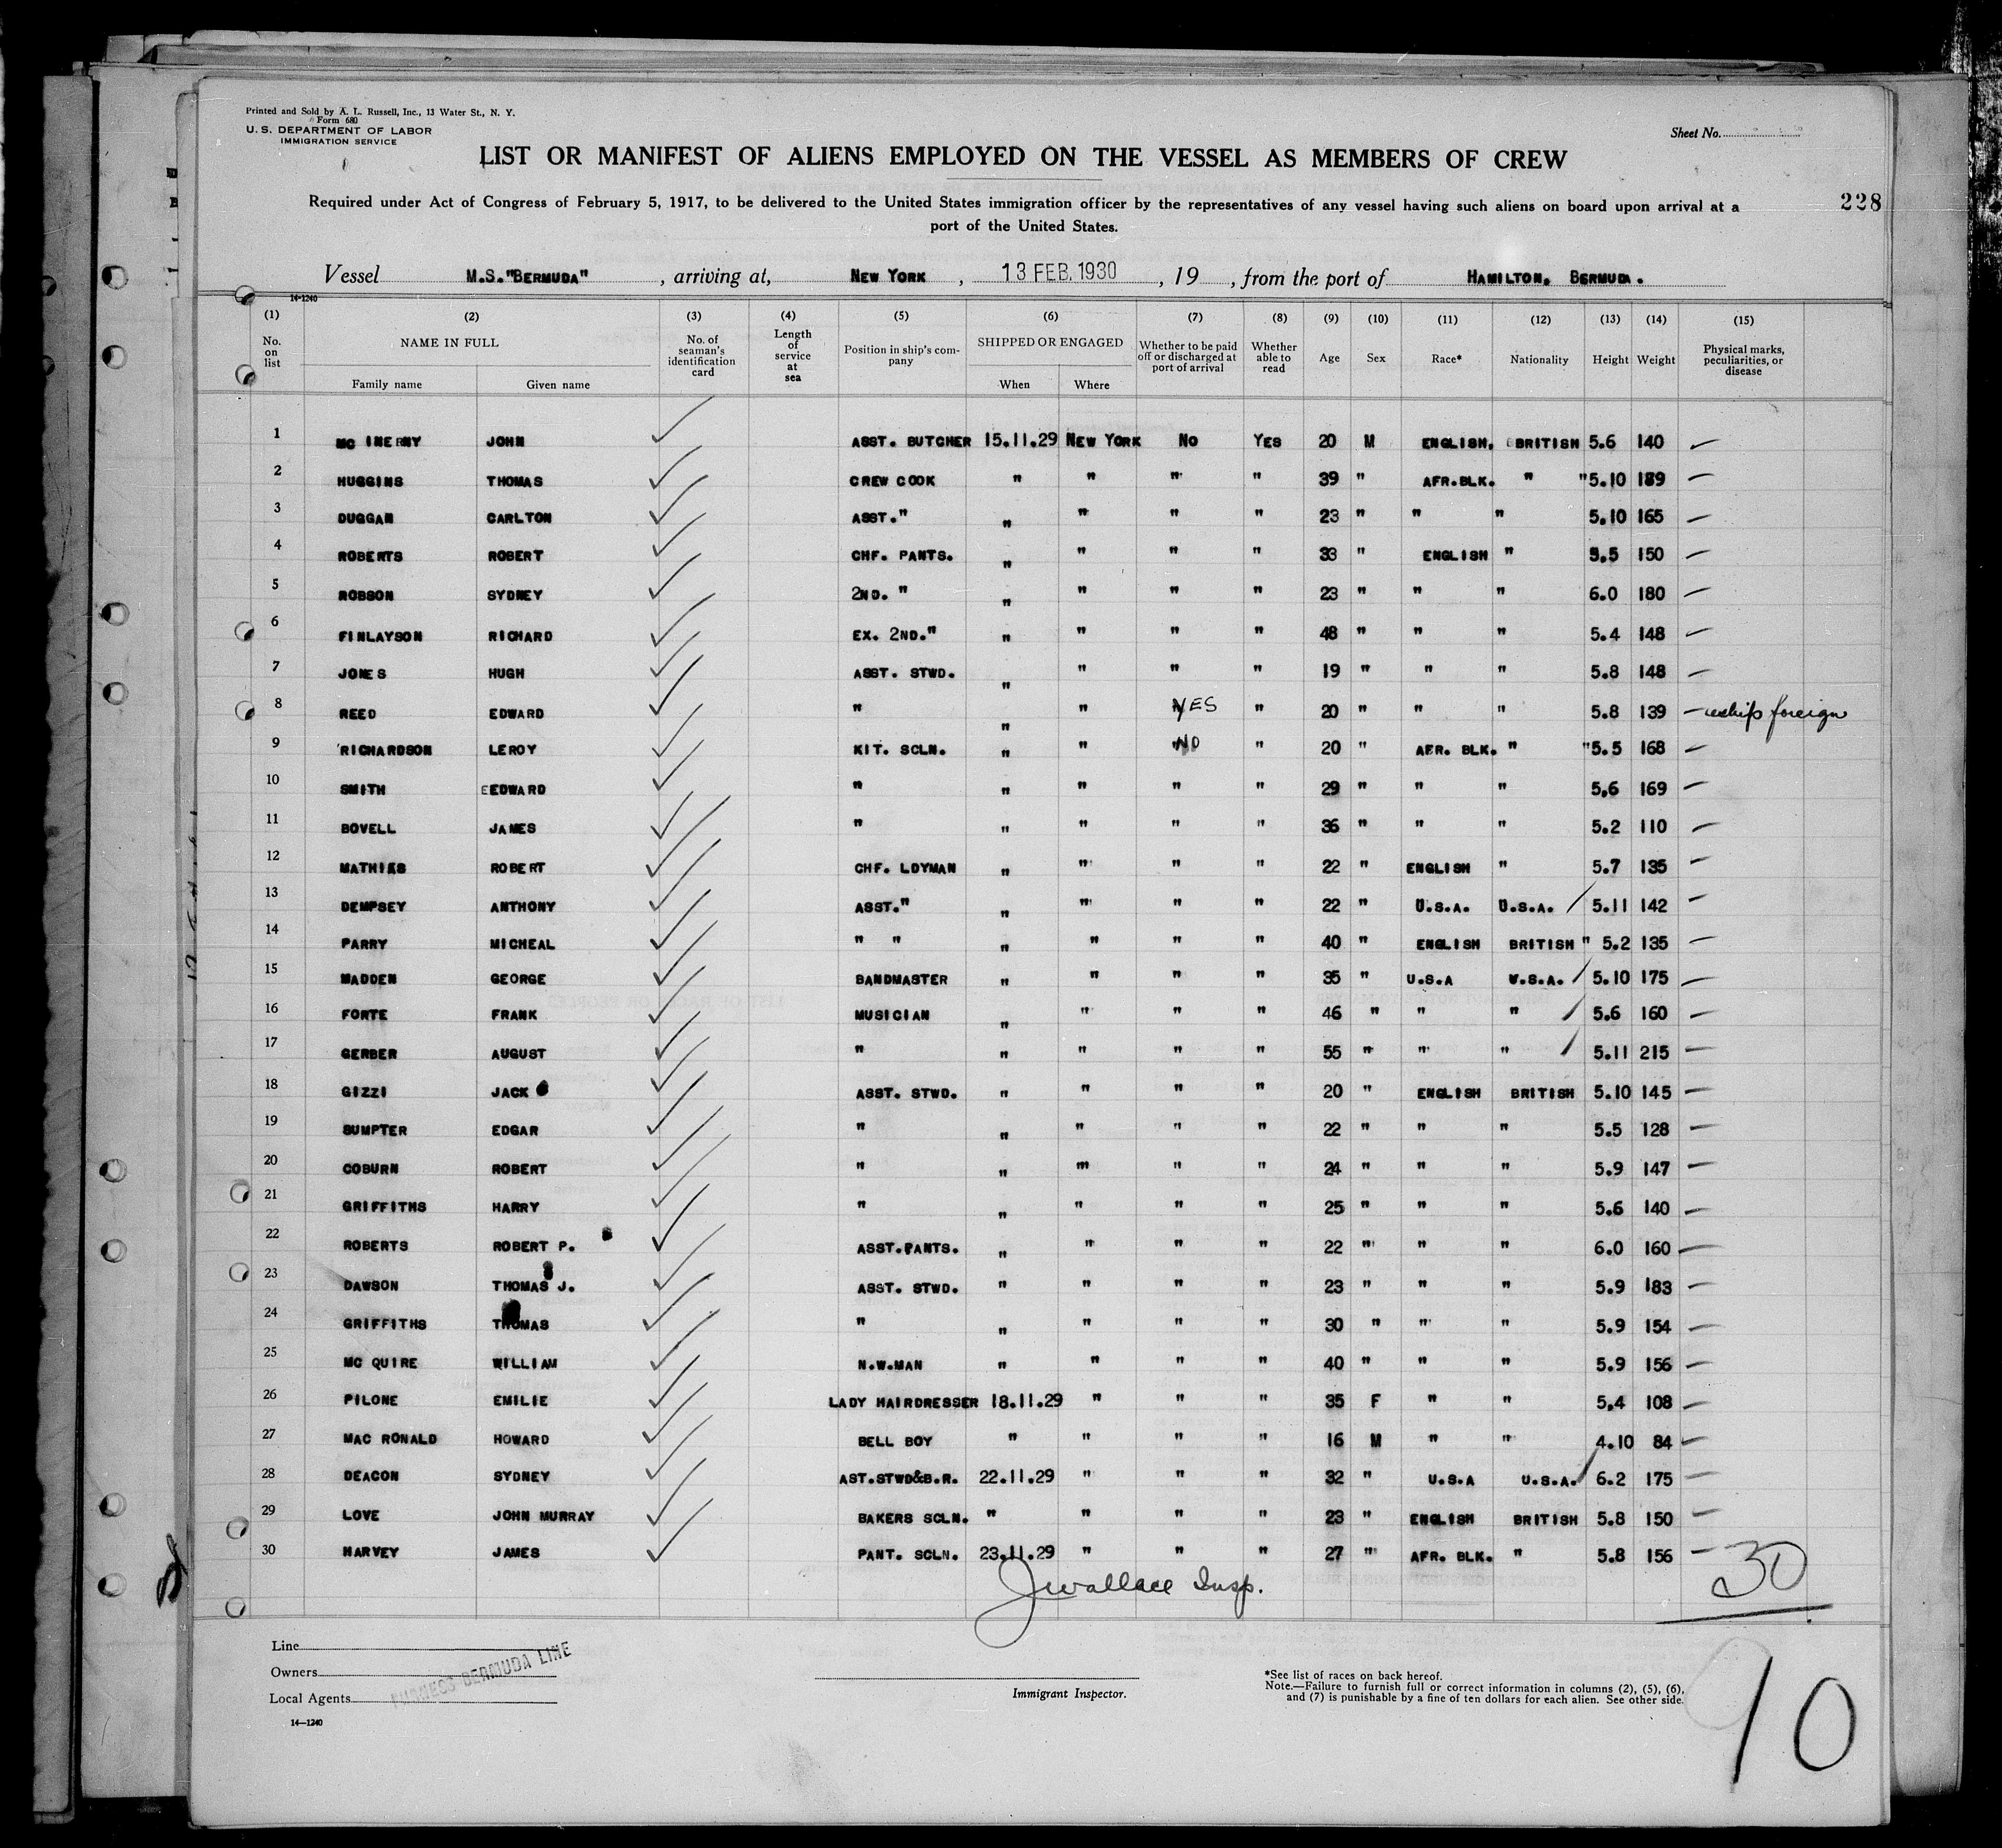 Printed and Sold by A. L. Russell, Inc., 13 Water St., N. Y.
Form 680
U. S. DEPARTMENT OF LABOR
IMMIGRATION SERVICE
Sheet No.
LIST OR MANIFEST OF ALIENS EMPLOYED ON THE VESSEL AS MEMBERS OF CREW
Required under Act of Congress of February 5, 1917, to be delivered to the United States immigration officer by the representatives of any vessel having such aliens on board upon arrival at a
port of the United States.
228
Vessel M.S."BERMUDA", arriving at, NEW YORK, 13 FEB. 1930, 19, from the port of HAMILTON, BERMUDA.
14-1240
(1) (2) (3) (4) (5) (6) (7) (8) (9) (10) (11) (12) (13) (14) (15)
No. on list NAME IN FULL Family name Given name No. of seaman's identification card Length of service at sea Position in ship's company SHIPPED OR ENGAGED When Where Whether to be paid off or discharged at port of arrival Whether able to read Age Sex Race* Nationality Height Weight Physical marks, peculiarities, or disease
1 MC INERNY JOHN ASST. BUTCHER 15.11.29 NEW YORK NO YES 20 M ENGLISH, BRITISH 5.6 140
2 HUGGINS THOMAS CREW COOK " " " " 39 " AFR.BLK. " "5.10 189
3 DUGGAN CARLTON ASST." " " " " 23 " " " 5.10 165
4 ROBERTS ROBERT CHF. PANTS. " " " " 33 " ENGLISH " 5.5 150
5 ROBSON SYDNEY 2ND. " " " " " 23 " " " 6.0 180
6 FINLAYSON RICHARD EX. 2ND." " " " " 48 " " " 5.4 148
7 JONES HUGH ASST. STWD. " " " " 19 " " " 5.8 148
8 REED EDWARD " " " YES " 20 " " " 5.8 139 reship foreign
9 RICHARDSON LEROY KIT. SCLN. " " NO " 20 " AFR. BLK. " "5.5 168
10 SMITH EEDWARD " " " " " 29 " " " 5.6 169
11 BOVELL JAMES " " " " " 36 " " " 5.2 110
12 MATHIAS ROBERT CHF. LDYMAN " " " " 22 " ENGLISH " 5.7 135
13 DEMPSEY ANTHONY ASST." " " " " 22 " U.S.A. U.S.A. 5.11 142
14 PARRY MICHEAL " " " " " " 40 " ENGLISH BRITISH " 5.2 135
15 MADDEN GEORGE BANDMASTER " " " " 35 " U.S.A U.S.A. 5.10 175
16 FORTE FRANK MUSICIAN " " " " 46 " " " 5.6 160
17 GERBER AUGUST " " " " " 55 " " " 5.11 215
18 GIZZI JACK ASST. STWD. " " " " 20 " ENGLISH BRITISH 5.10 145
19 SUMPTER EDGAR " " " " " 22 " " " 5.5 128
20 COBURN ROBERT " " " " " 24 " " " 5.9 147
21 GRIFFITHS HARRY " " " " " 25 " " " 5.6 140
22 ROBERTS ROBERT P. ASST.PANTS. " " " " 22 " " " 6.0 160
23 DAWSON THOMAS J. ASST. STWD. " " " " 23 " " " 5.9 183
24 GRIFFITHS THOMAS " " " " " 30 " " " 5.9 154
25 MC QUIRE WILLIAM N.W.MAN " " " " 40 " " " 5.9 156
26 PILONE EMILIE LADY HAIRDRESSER 18.11.29 " " " 35 F " " 5.4 108
27 MAC RONALD HOWARD BELL BOY " " " " 16 M " " 4.10 84
28 DEACON SYDNEY AST.STWD&B.R. 22.11.29 " " " 32 " U.S.A U.S.A. 6.2 175
29 LOVE JOHN MURRAY BAKERS SCLN. " " " " 23 " ENGLISH BRITISH 5.8 150
30 HARVEY JAMES PANT. SCLN. 23.11.29 " " " 27 " AFR. BLK. " 5.8 156
30
J Wallace Insp.
Line
Owners
Local Agents
FURNESS BERMUDA LINE
14—1240
Immigrant Inspector.
*See list of races on back hereof.
Note.—Failure to furnish full or correct information in columns (2), (5), (6),
and (7) is punishable by a fine of ten dollars for each alien. See other side.
90